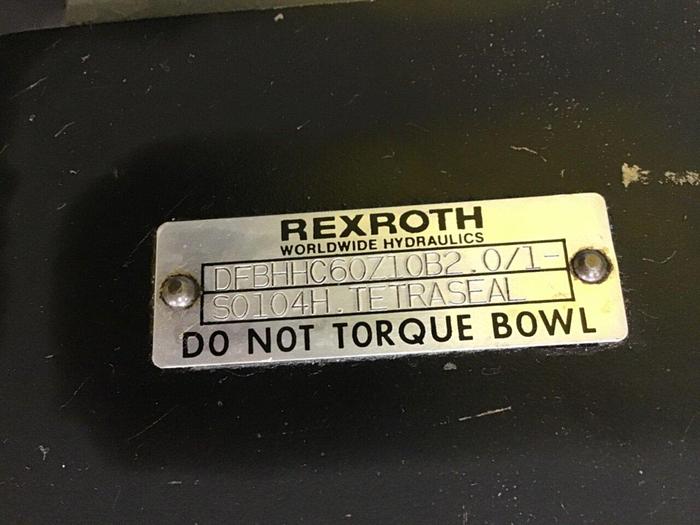 REXROTH
WORLDWIDE HYDRAULICS
DFBHHC60Z10B2.0/1-
S0104H.TETRASEAL
DO NOT TORQUE BOWL